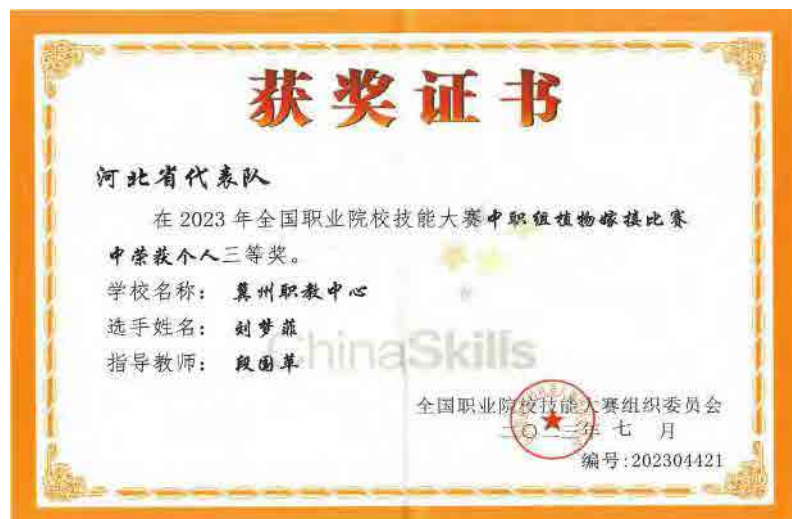 获奖证书
河北省代表队
在 2023 年全国职业院校技能大赛中职组植物嫁接比赛
中荣获个人三等奖。
学校名称： 冀州职教中心
选手姓名： 刘梦菲
指导教师： 段国革
ChinaSkills
全国职业院校技能大赛组织委员会
二〇二三年 七 月
编号:202304421